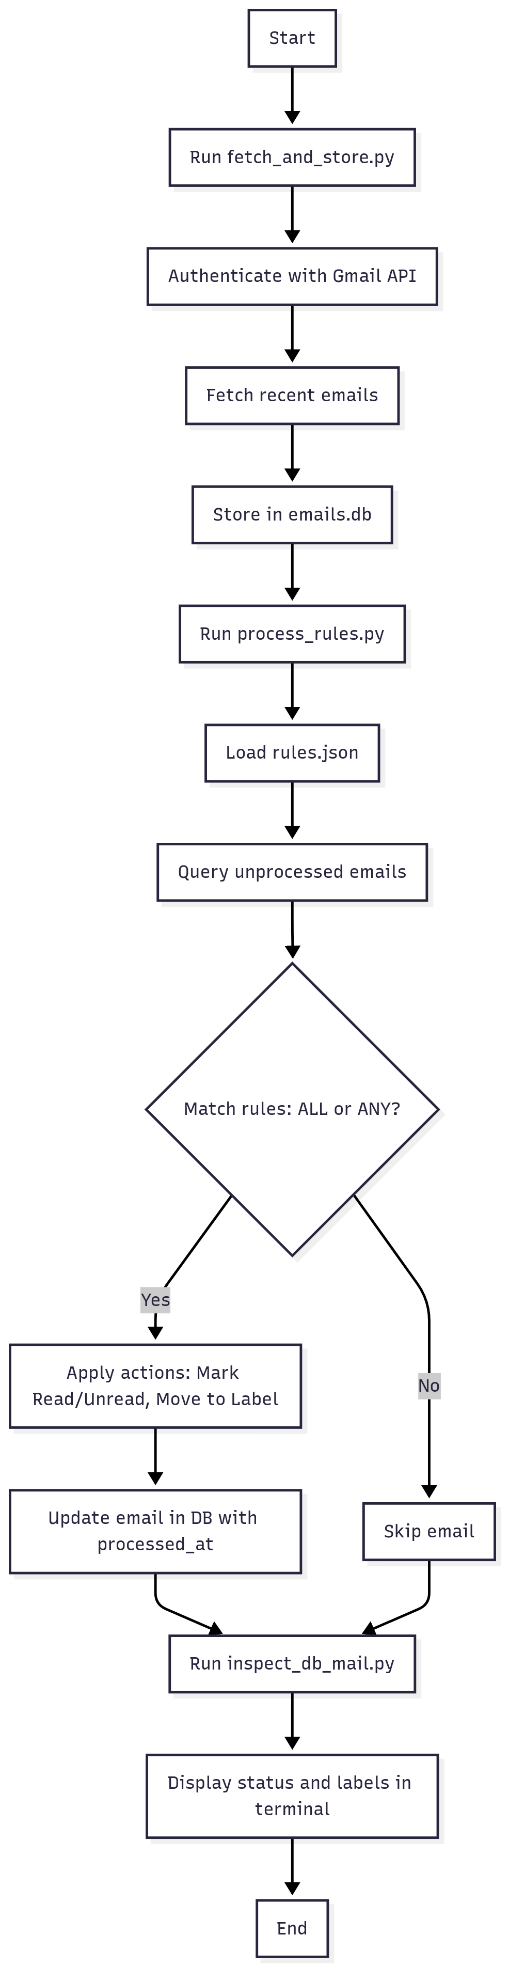 Start
Run fetch_and_store.py
Authenticate with Gmail API
Fetch recent emails
Store in emails.db
Run process_rules.py
Load rules.json
Query unprocessed emails
Match rules: ALL or ANY?
Yes
Apply actions: Mark
Read/Unread, Move to Label
No
Update email in DB with
processed_at
Skip email
Run inspect_db_mail.py
Display status and labels in
terminal
End